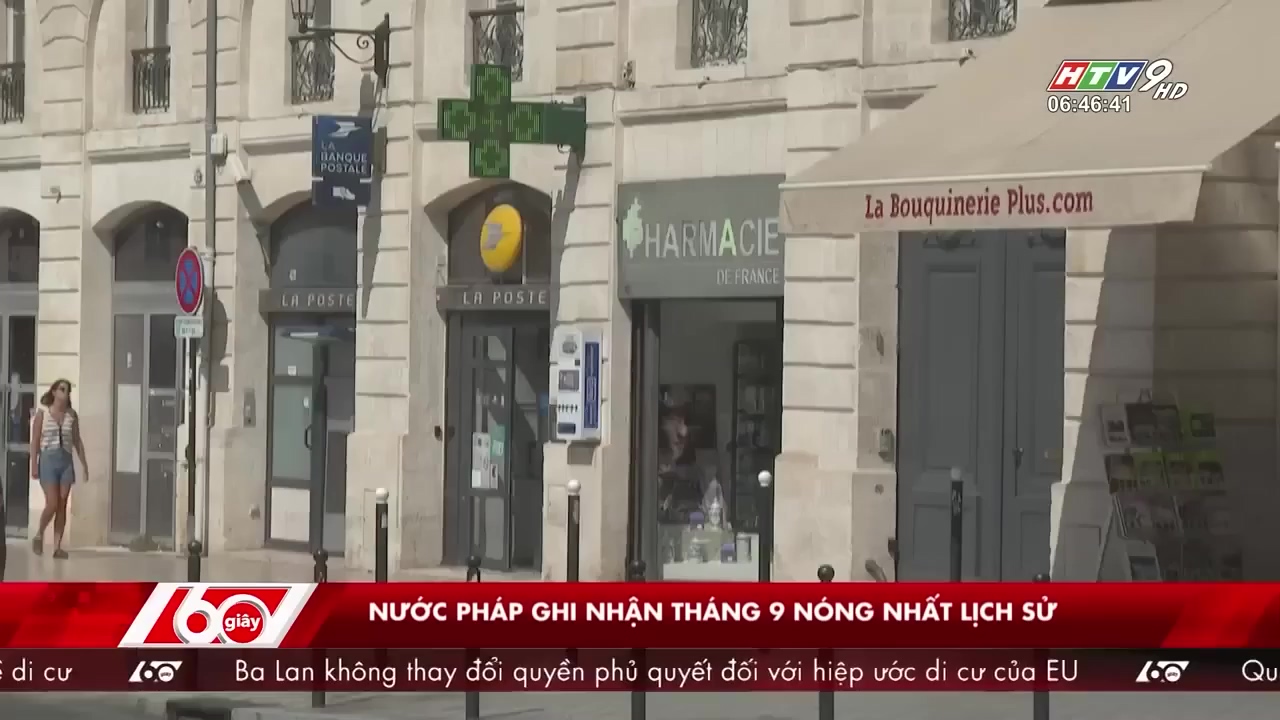 HTV9 HD
06:46:41
LA
BANQUE
POSTALE
PHARMACIE
DE FRANCE
La Bouquinerie Plus.com
LA POSTE
LA POSTE
60 giây
NƯỚC PHÁP GHI NHẬN THÁNG 9 NÓNG NHẤT LỊCH SỬ
di cư
Ba Lan không thay đổi quyền phủ quyết đối với hiệp ước di cư của EU